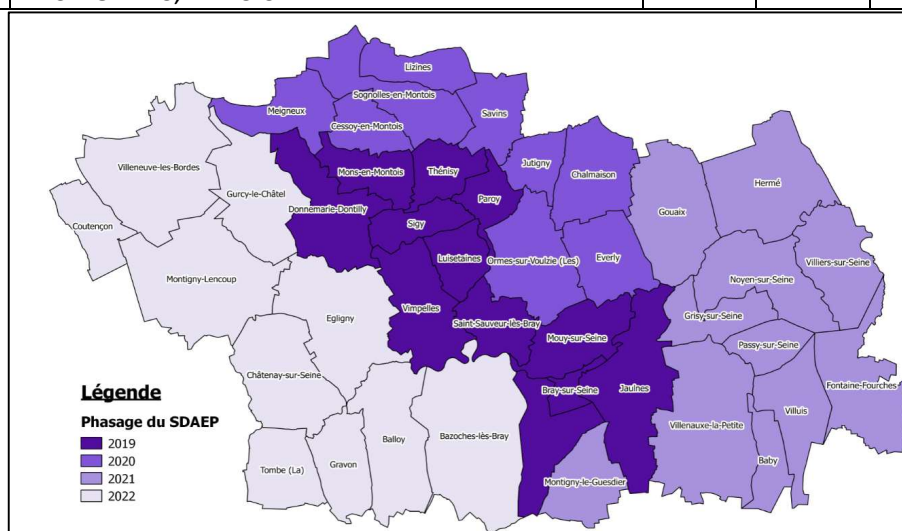 Lizines
Sognolles-en-Montois
Meigneux
Savins
Cessoy-en-Montois
Villeneuve-les-Bordes
Jutigny
Mons-en-Montois
Thénisy
Chalmaison
Hermé
Gurcy-le-Châtel
Paroy
Donnemarie-Dontilly
Gouaix
Coutençon
Sigy
Luisetaines
Ormes-sur-Voulzie (Les)
Everly
Villiers-sur-Seine
Montigny-Lencoup
Noyen-sur-Seine
Vimpelles
Egligny
Saint-Sauveur-lès-Bray
Grisy-sur-Seine
Mouy-sur-Seine
Passy-sur-Seine
Châtenay-sur-Seine
Fontaine-Fourches
Bray-sur-Seine
Jaulnes
Légende
Villuis
Phasage du SDAEP
Villenauxe-la-Petite
2019
Balloy
Bazoches-lès-Bray
2020
Baby
2021
Tombe (La)
Gravon
Montigny-le-Guesdier
2022